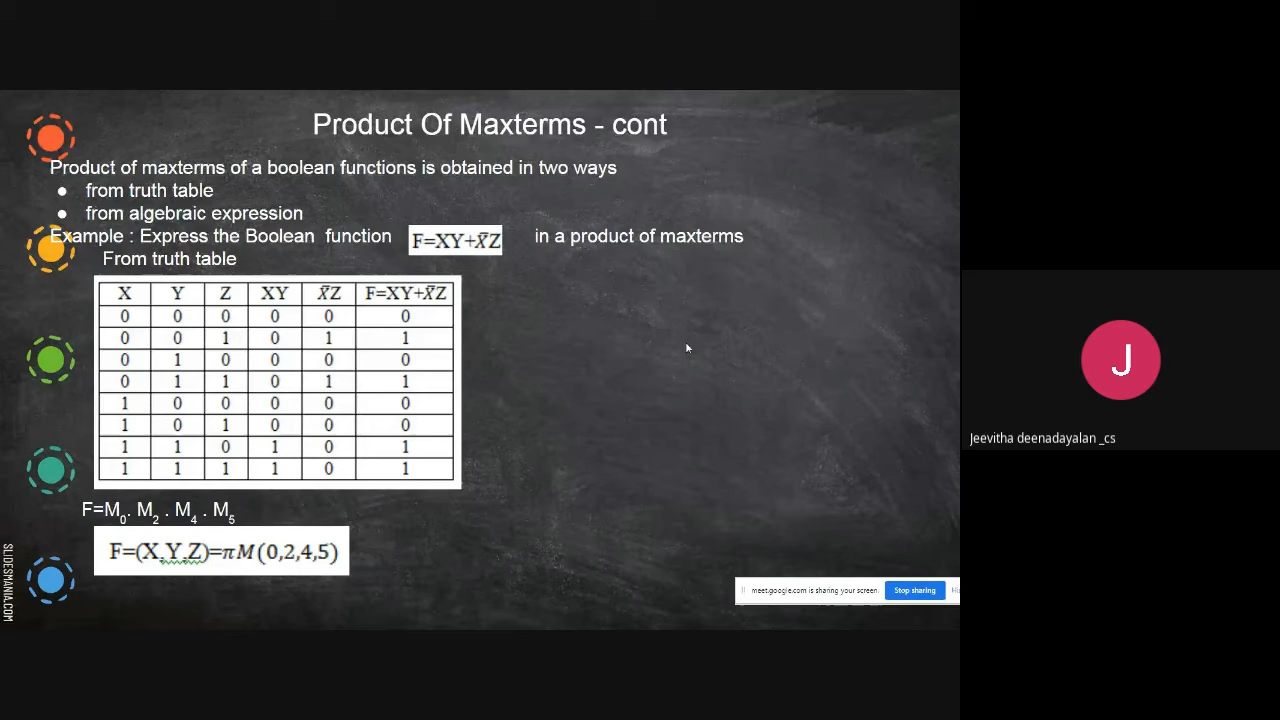 Product Of Maxterms - cont
Product of maxterms of a boolean functions is obtained in two ways
● from truth table
● from algebraic expression
Example : Express the Boolean function F=XY+X̄Z in a product of maxterms
From truth table
X Y Z XY X̄Z F=XY+X̄Z
0 0 0 0 0 0
0 0 1 0 1 1
0 1 0 0 0 0
0 1 1 0 1 1
1 0 0 0 0 0
1 0 1 0 0 0
1 1 0 1 0 1
1 1 1 1 0 1
F=M₀. M₂ . M₄ . M₅
F=(X,Y,Z)=πM(0,2,4,5)
SLIDESMANIA.COM
meet.google.com is sharing your screen. Stop sharing
J
Jeevitha deenadayalan _cs